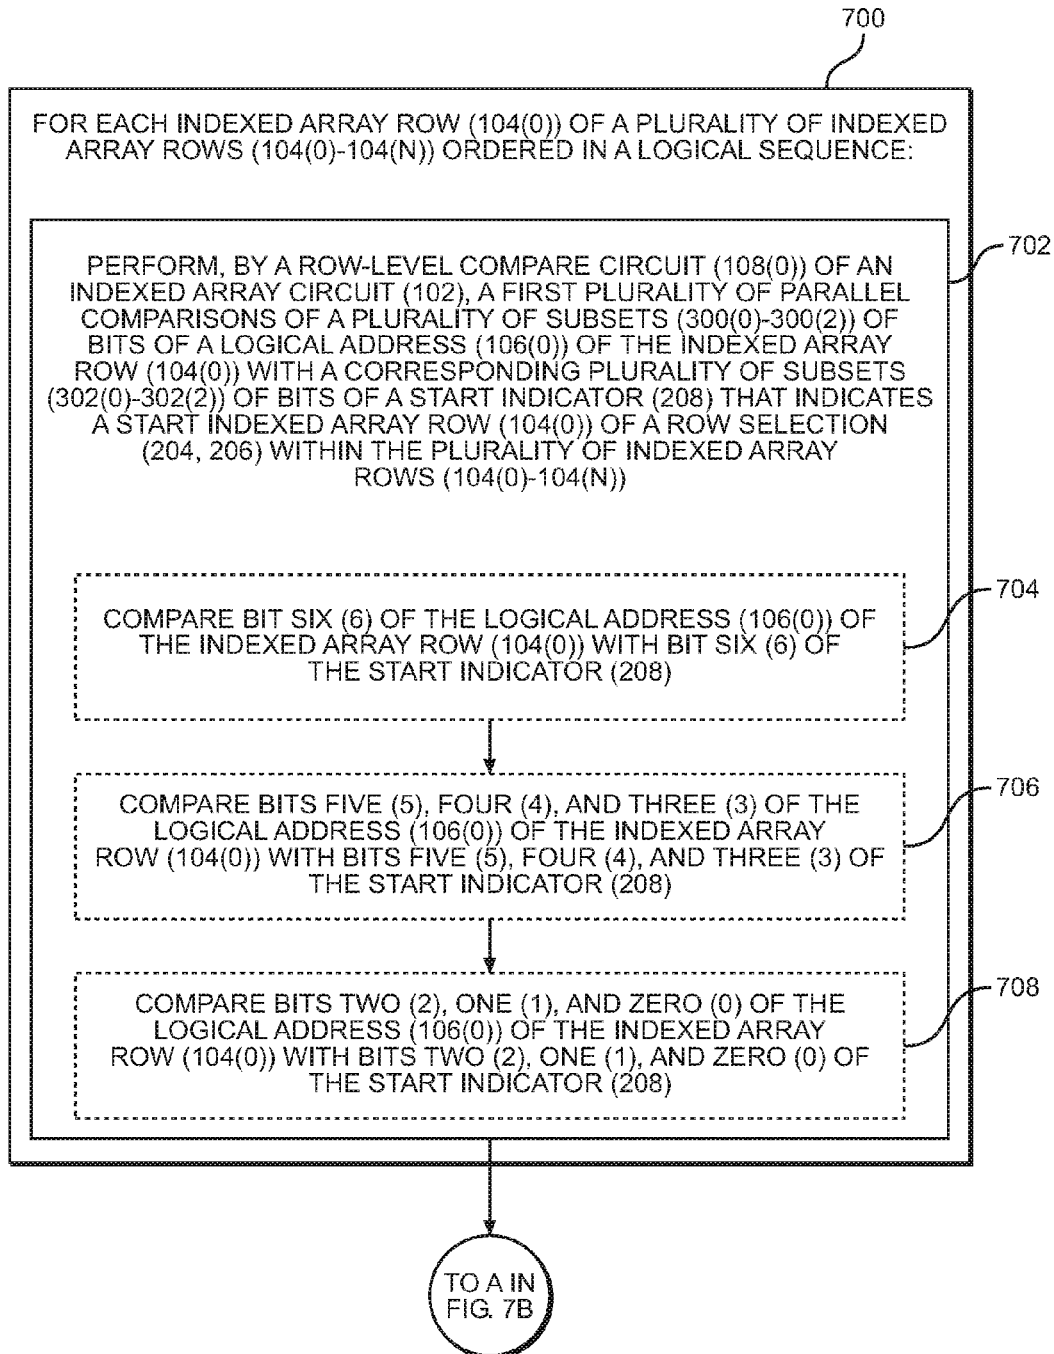 700
FOR EACH INDEXED ARRAY ROW (104(0)) OF A PLURALITY OF INDEXED
ARRAY ROWS (104(0)-104(N)) ORDERED IN A LOGICAL SEQUENCE:
702
PERFORM, BY A ROW-LEVEL COMPARE CIRCUIT (108(0)) OF AN
INDEXED ARRAY CIRCUIT (102), A FIRST PLURALITY OF PARALLEL
COMPARISONS OF A PLURALITY OF SUBSETS (300(0)-300(2)) OF
BITS OF A LOGICAL ADDRESS (106(0)) OF THE INDEXED ARRAY
ROW (104(0)) WITH A CORRESPONDING PLURALITY OF SUBSETS
(302(0)-302(2)) OF BITS OF A START INDICATOR (208) THAT INDICATES
A START INDEXED ARRAY ROW (104(0)) OF A ROW SELECTION
(204, 206) WITHIN THE PLURALITY OF INDEXED ARRAY
ROWS (104(0)-104(N))
704
COMPARE BIT SIX (6) OF THE LOGICAL ADDRESS (106(0)) OF
THE INDEXED ARRAY ROW (104(0)) WITH BIT SIX (6) OF
THE START INDICATOR (208)
706
COMPARE BITS FIVE (5), FOUR (4), AND THREE (3) OF THE
LOGICAL ADDRESS (106(0)) OF THE INDEXED ARRAY
ROW (104(0)) WITH BITS FIVE (5), FOUR (4), AND THREE (3) OF
THE START INDICATOR (208)
708
COMPARE BITS TWO (2), ONE (1), AND ZERO (0) OF THE
LOGICAL ADDRESS (106(0)) OF THE INDEXED ARRAY
ROW (104(0)) WITH BITS TWO (2), ONE (1), AND ZERO (0) OF
THE START INDICATOR (208)
TO A IN
FIG. 7B